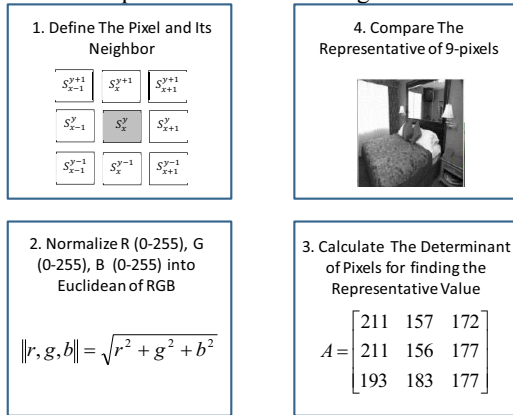 1. Define The Pixel and Its
Neighbor
S_{x-1}^{y+1} S_{x}^{y+1} S_{x+1}^{y+1}
S_{x-1}^{y} S_{x}^{y} S_{x+1}^{y}
S_{x-1}^{y-1} S_{x}^{y-1} S_{x+1}^{y-1}
4. Compare The
Representative of 9-pixels
2. Normalize R (0-255), G
(0-255), B (0-255) into
Euclidean of RGB
‖r, g, b‖ = √(r² + g² + b²)
3. Calculate The Determinant
of Pixels for finding the
Representative Value
211 157 172
A = 211 156 177
193 183 177